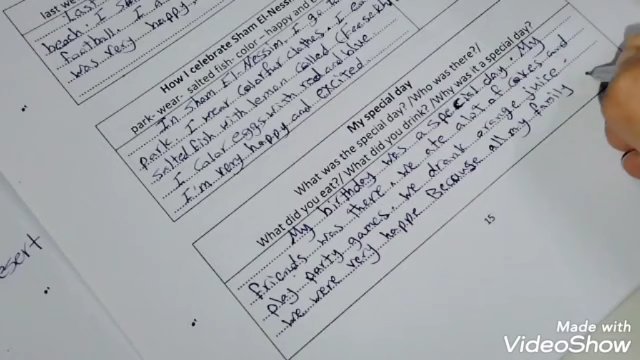 last we
Last
beach. I s
football. I
was very happy.
How I celebrate Sham El-Nessim
park- wear- salted fish- color – happy and e
In Sham El-Nessim I go to
park. I wear colorful clothes. I eat
salted fish with lemon called (Feseekh)
I color eggs with red and blue
I'm very happy and excited.
My special day
What was the special day?/ Who was there?/
What did you eat?/ What did you drink?/ Why was it a special day?
My birthday was a special day. My
friends was there. We ate alot of cakes and
play party games. We drank orange juice.
We were very happe Because all my family
15
esert
Made with
VideoShow